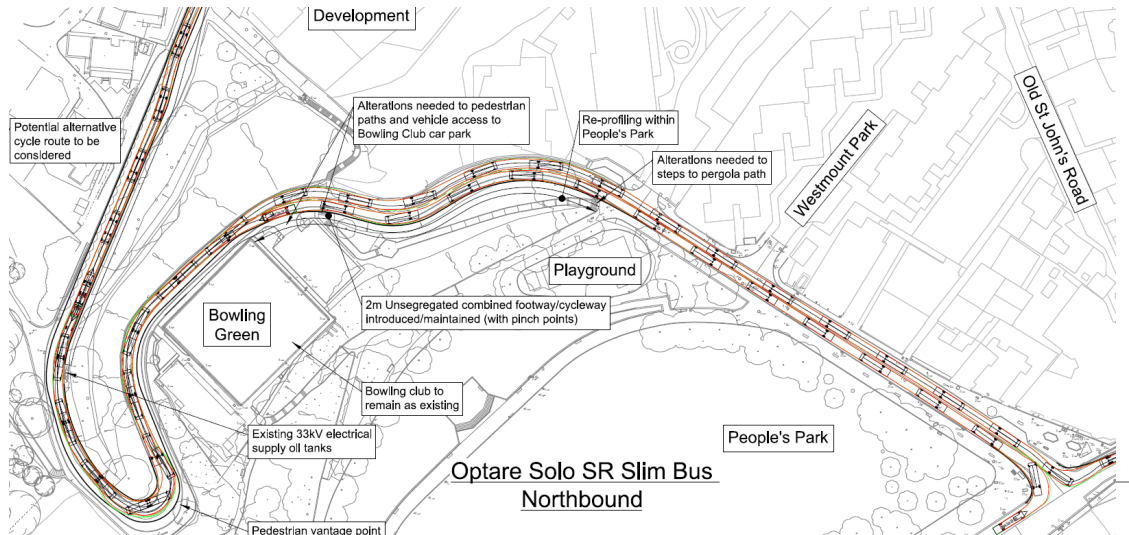 Development
Potential alternative
cycle route to be
considered
Alterations needed to pedestrian
paths and vehicle access to
Bowling Club car park
Re-profiling within
People's Park
Alterations needed to
steps to pergola path
Westmount Park
Old St John's Road
Playground
Bowling
Green
2m Unsegregated combined footway/cycleway
introduced/maintained (with pinch points)
Bowling club to
remain as existing
Existing 33kV electrical
supply oil tanks
People's Park
Optare Solo SR Slim Bus
Northbound
Pedestrian vantage point